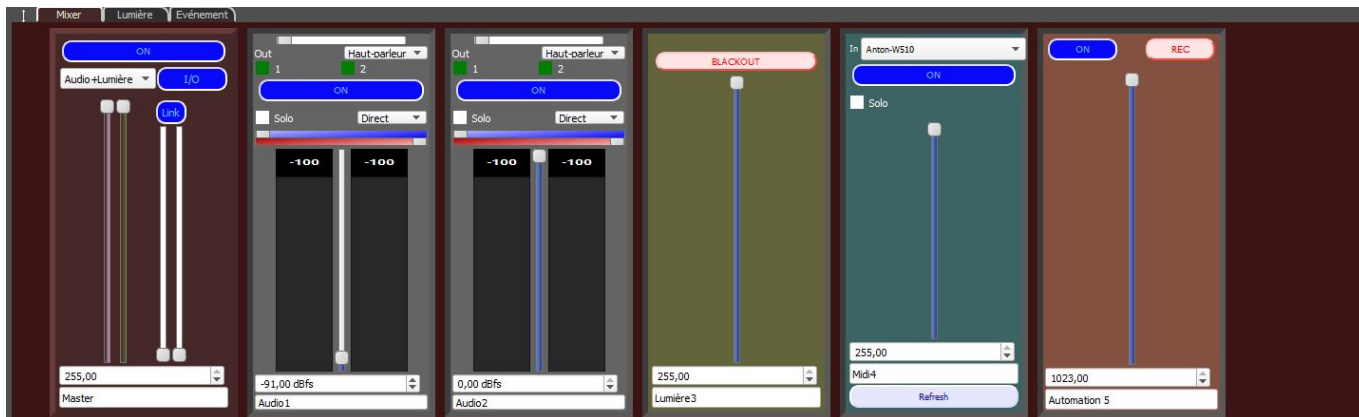 Mixer Lumière Evénement
ON
Audio+Lumière I/O
Link
255,00
Master
Out Haut-parleur
1 2
ON
Solo Direct
-100 -100
-91,00 dBfs
Audio1
Out Haut-parleur
1 2
ON
Solo Direct
-100 -100
0,00 dBfs
Audio2
BLACKOUT
255,00
Lumière3
In Anton-W510
ON
Solo
255,00
Midi4
Refresh
ON REC
1023,00
Automation 5